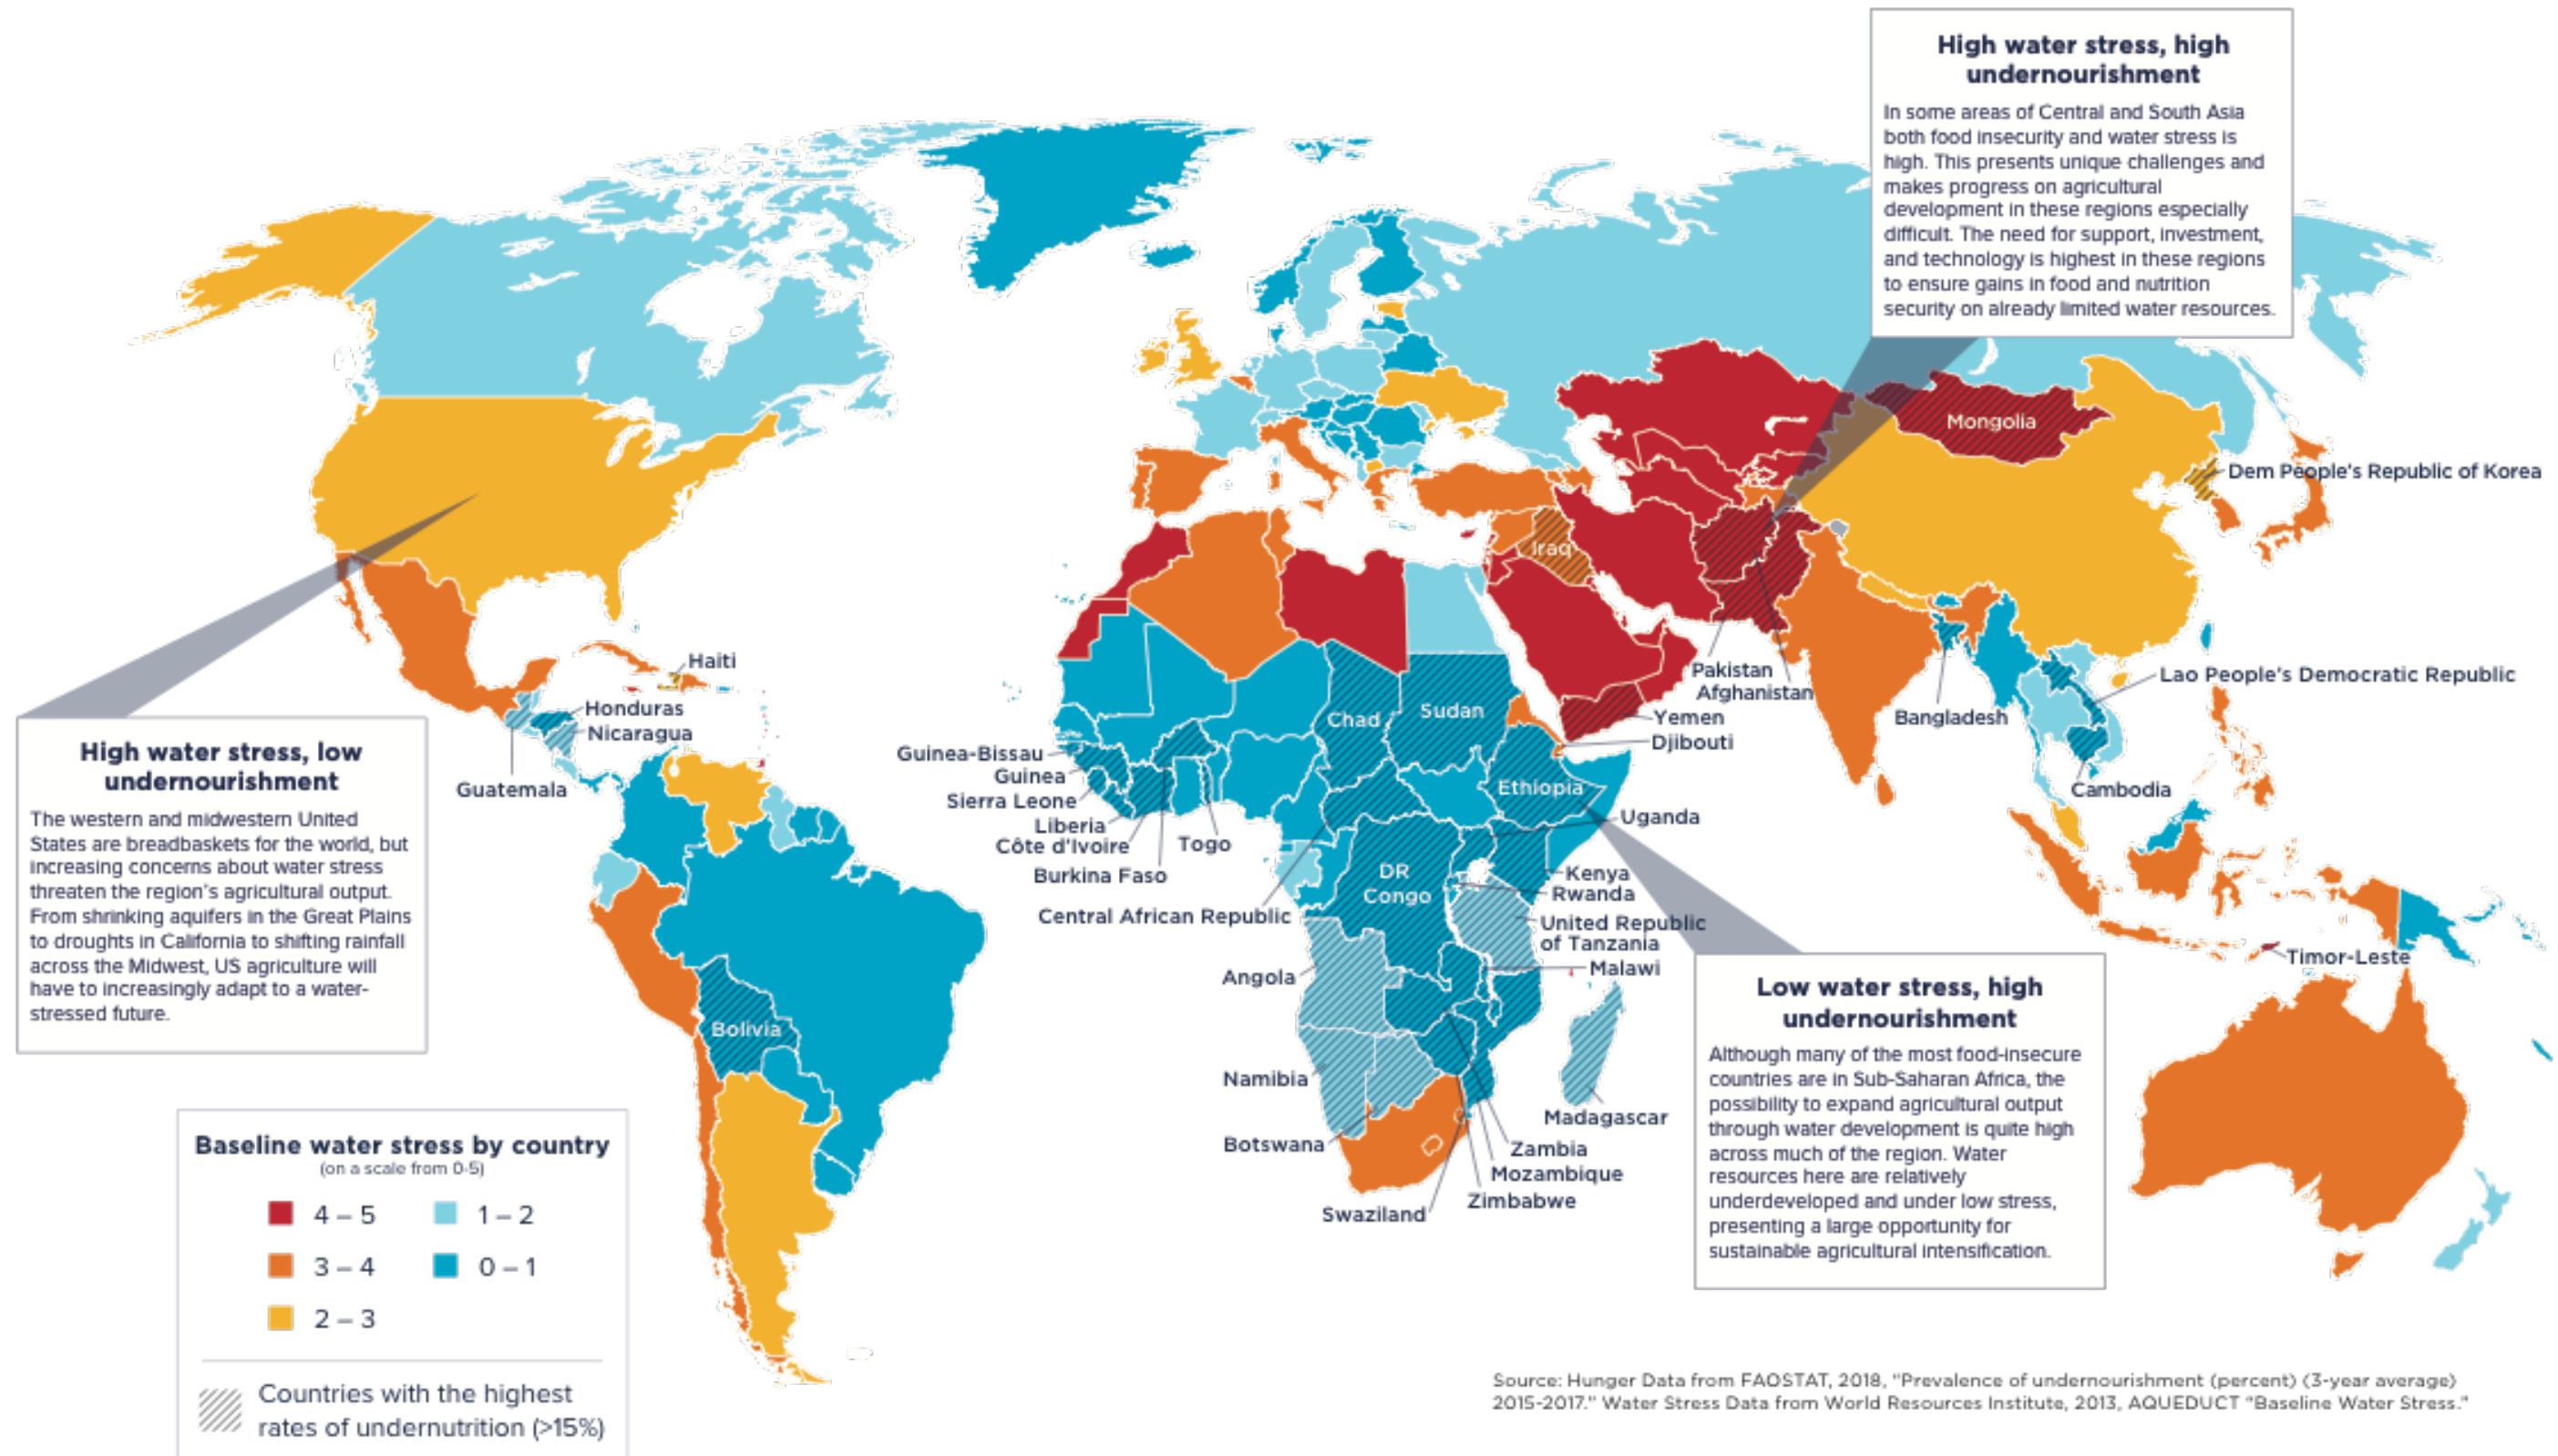 High water stress, high
undernourishment
In some areas of Central and South Asia
both food insecurity and water stress is
high. This presents unique challenges and
makes progress on agricultural
development in these regions especially
difficult. The need for support, investment,
and technology is highest in these regions
to ensure gains in food and nutrition
security on already limited water resources.
Mongolia
Dem People's Republic of Korea
Iraq
Haiti
Honduras
Nicaragua
Guatemala
Pakistan
Afghanistan
Lao People's Democratic Republic
Bangladesh
Cambodia
Chad
Sudan
Yemen
Djibouti
Guinea-Bissau
Guinea
Sierra Leone
Liberia
Côte d'Ivoire
Burkina Faso
Togo
Ethiopia
Uganda
DR
Congo
Kenya
Rwanda
Central African Republic
United Republic
of Tanzania
Malawi
Angola
Timor-Leste
High water stress, low
undernourishment
The western and midwestern United
States are breadbaskets for the world, but
increasing concerns about water stress
threaten the region's agricultural output.
From shrinking aquifers in the Great Plains
to droughts in California to shifting rainfall
across the Midwest, US agriculture will
have to increasingly adapt to a water-
stressed future.
Bolivia
Namibia
Botswana
Madagascar
Zambia
Mozambique
Zimbabwe
Swaziland
Low water stress, high
undernourishment
Although many of the most food-insecure
countries are in Sub-Saharan Africa, the
possibility to expand agricultural output
through water development is quite high
across much of the region. Water
resources here are relatively
underdeveloped and under low stress,
presenting a large opportunity for
sustainable agricultural intensification.
Baseline water stress by country
(on a scale from 0-5)
4 – 5
1 – 2
3 – 4
0 – 1
2 – 3
Countries with the highest
rates of undernutrition (>15%)
Source: Hunger Data from FAOSTAT, 2018, "Prevalence of undernourishment (percent) (3-year average)
2015-2017." Water Stress Data from World Resources Institute, 2013, AQUEDUCT "Baseline Water Stress."